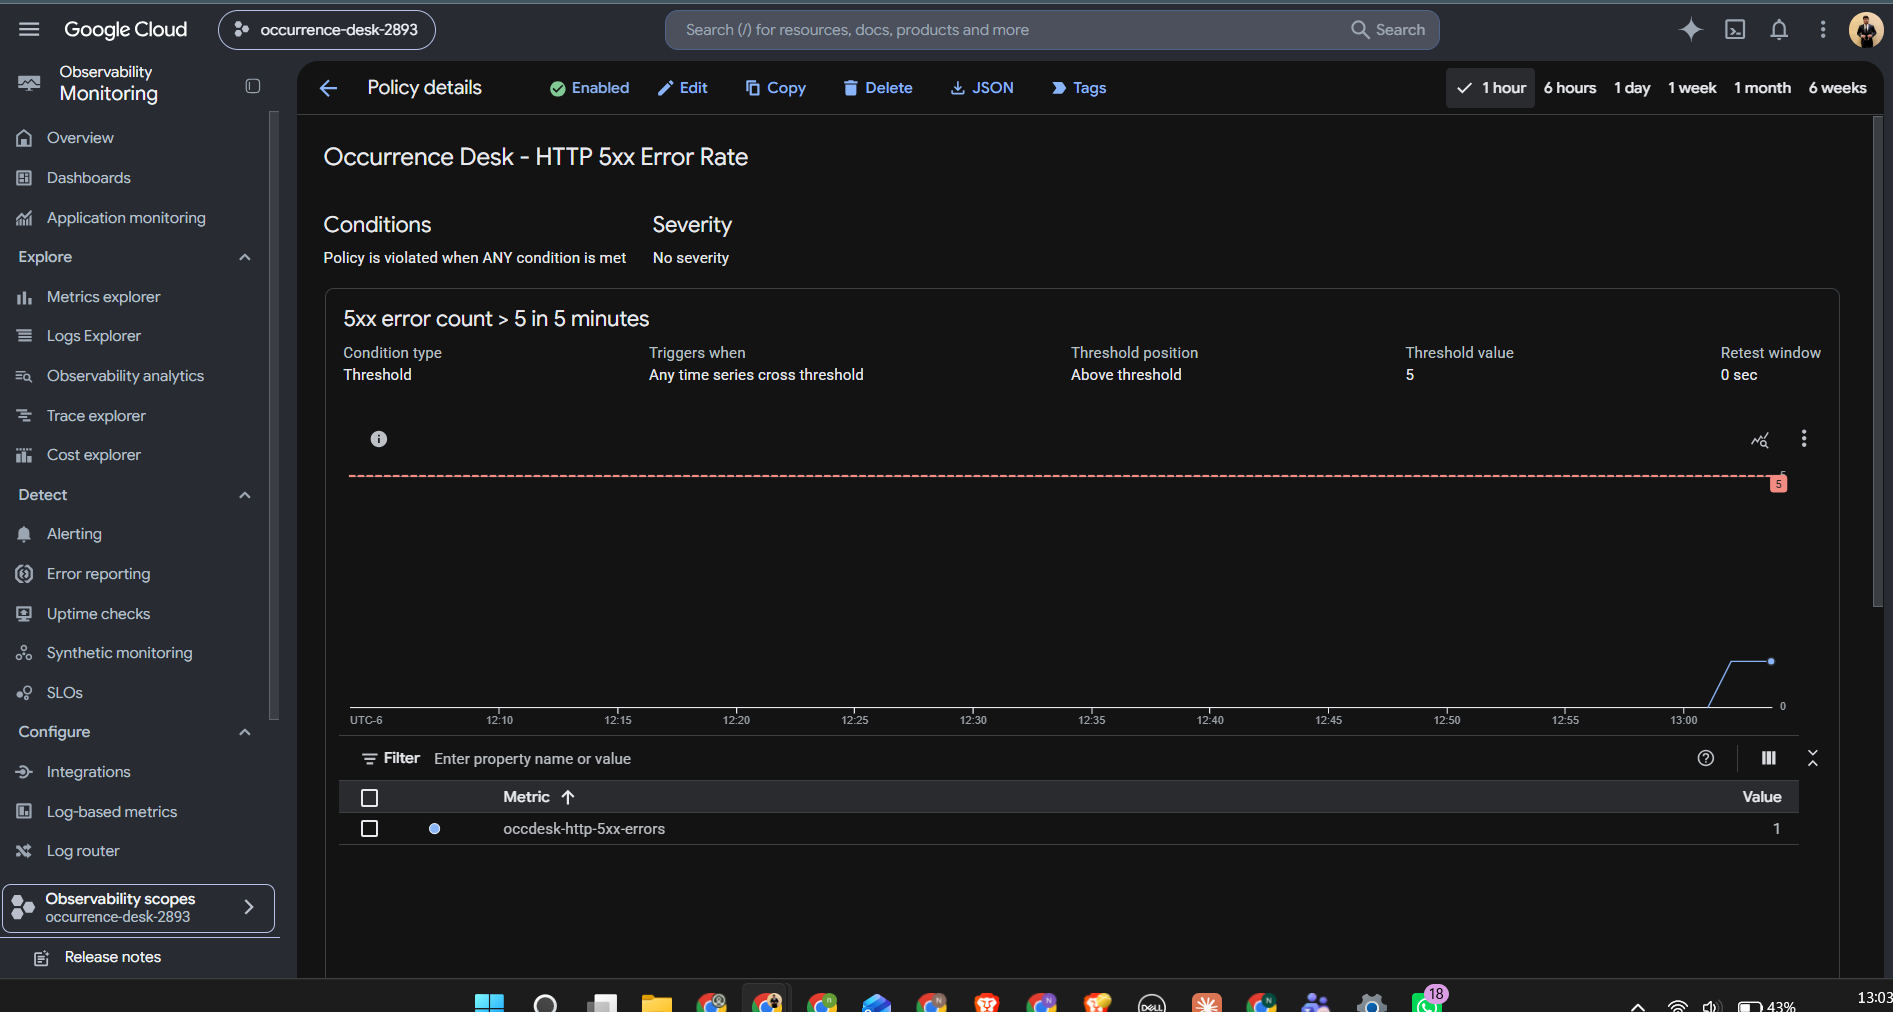 Google Cloud
occurrence-desk-2893
Search (/) for resources, docs, products and more
Search
Observability
Monitoring
Overview
Dashboards
Application monitoring
Explore
Metrics explorer
Logs Explorer
Observability analytics
Trace explorer
Cost explorer
Detect
Alerting
Error reporting
Uptime checks
Synthetic monitoring
SLOs
Configure
Integrations
Log-based metrics
Log router
Observability scopes
occurrence-desk-2893
Release notes
Policy details
Enabled
Edit
Copy
Delete
JSON
Tags
1 hour
6 hours
1 day
1 week
1 month
6 weeks
Occurrence Desk - HTTP 5xx Error Rate
Conditions
Policy is violated when ANY condition is met
Severity
No severity
5xx error count > 5 in 5 minutes
Condition type
Threshold
Triggers when
Any time series cross threshold
Threshold position
Above threshold
Threshold value
5
Retest window
0 sec
5
5
0
UTC-6 12:10 12:15 12:20 12:25 12:30 12:35 12:40 12:45 12:50 12:55 13:00
Filter Enter property name or value
Metric Value
occdesk-http-5xx-errors 1
DELL
18
43%
13:03